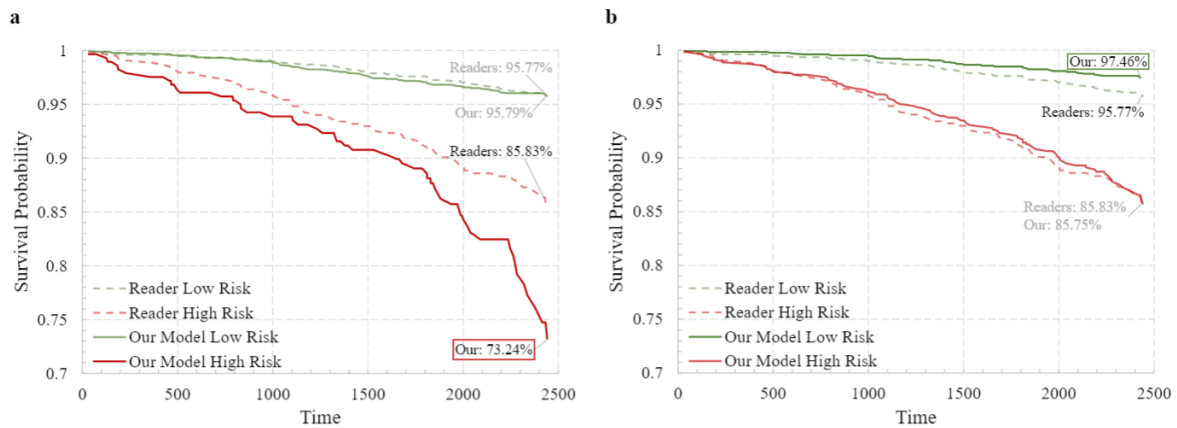 a
1
0.95
0.9
0.85
0.8
0.75
0.7
Survival Probability
Readers: 95.77%
Our: 95.79%
Readers: 85.83%
Our: 73.24%
Reader Low Risk
Reader High Risk
Our Model Low Risk
Our Model High Risk
0 500 1000 1500 2000 2500
Time
b
1
0.95
0.9
0.85
0.8
0.75
0.7
Survival Probability
Our: 97.46%
Readers: 95.77%
Readers: 85.83%
Our: 85.75%
Reader Low Risk
Reader High Risk
Our Model Low Risk
Our Model High Risk
0 500 1000 1500 2000 2500
Time